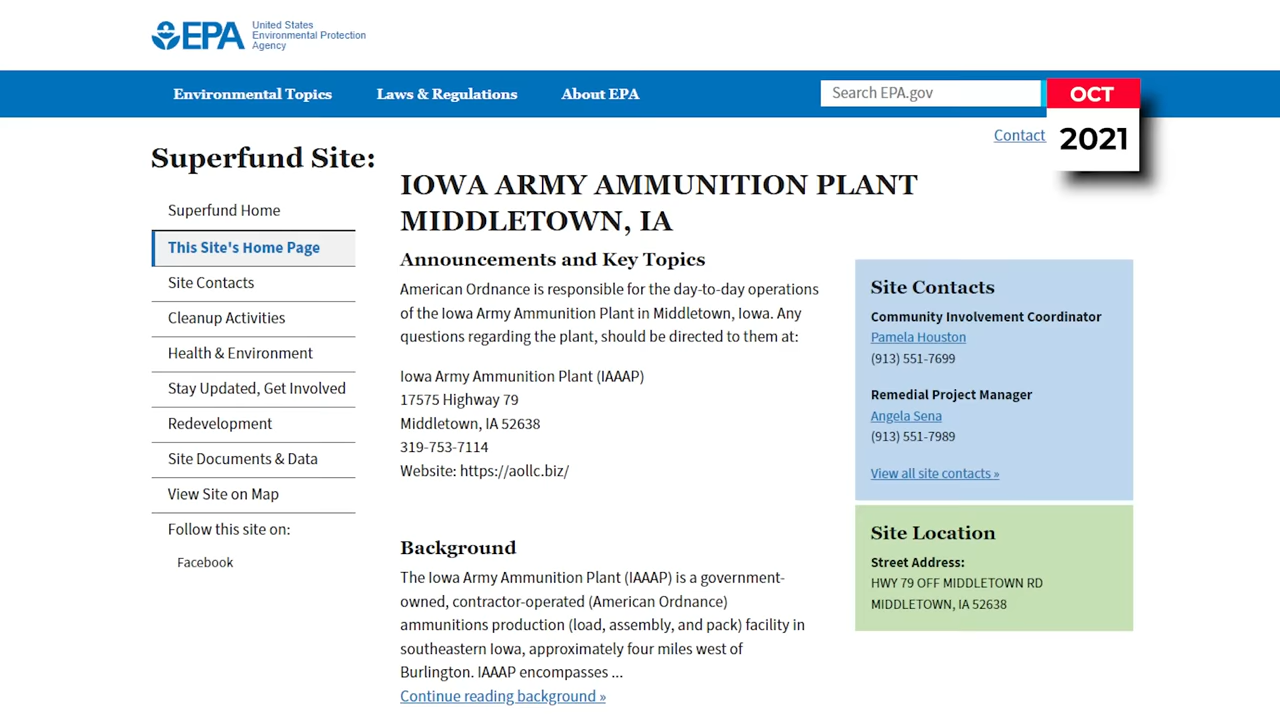 EPA
United States
Environmental Protection
Agency
Environmental Topics
Laws & Regulations
About EPA
Search EPA.gov
OCT
2021
Contact
Superfund Site:
Superfund Home
This Site's Home Page
Site Contacts
Cleanup Activities
Health & Environment
Stay Updated, Get Involved
Redevelopment
Site Documents & Data
View Site on Map
Follow this site on:
Facebook
IOWA ARMY AMMUNITION PLANT
MIDDLETOWN, IA
Announcements and Key Topics
American Ordnance is responsible for the day-to-day operations
of the Iowa Army Ammunition Plant in Middletown, Iowa. Any
questions regarding the plant, should be directed to them at:
Iowa Army Ammunition Plant (IAAAP)
17575 Highway 79
Middletown, IA 52638
319-753-7114
Website: https://aollc.biz/
Background
The Iowa Army Ammunition Plant (IAAAP) is a government-
owned, contractor-operated (American Ordnance)
ammunitions production (load, assembly, and pack) facility in
southeastern Iowa, approximately four miles west of
Burlington. IAAAP encompasses ...
Continue reading background »
Site Contacts
Community Involvement Coordinator
Pamela Houston
(913) 551-7699
Remedial Project Manager
Angela Sena
(913) 551-7989
View all site contacts »
Site Location
Street Address:
HWY 79 OFF MIDDLETOWN RD
MIDDLETOWN, IA 52638